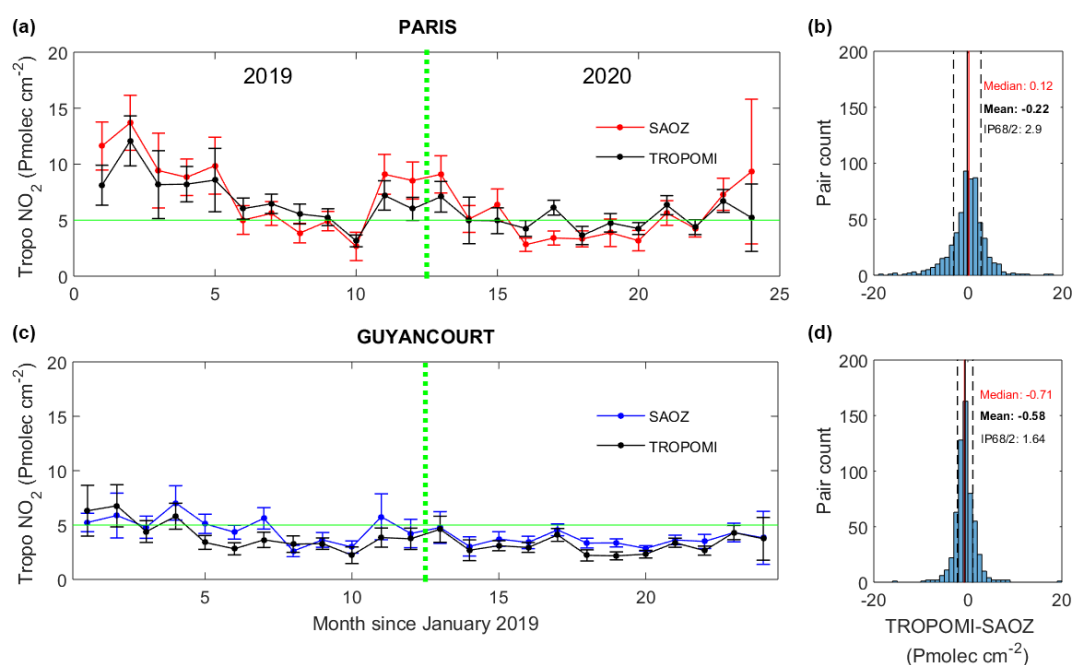 (a)
PARIS
Tropo NO2 (Pmolec cm-2)
20
15
10
5
0
2019
2020
SAOZ
TROPOMI
0
5
10
15
20
25
(b)
Pair count
200
150
100
50
0
Median: 0.12
Mean: -0.22
IP68/2: 2.9
-20
0
20
(c)
GUYANCOURT
Tropo NO2 (Pmolec cm-2)
20
15
10
5
0
SAOZ
TROPOMI
5
10
15
20
Month since January 2019
(d)
Pair count
200
150
100
50
0
Median: -0.71
Mean: -0.58
IP68/2: 1.64
-20
0
20
TROPOMI-SAOZ
(Pmolec cm-2)